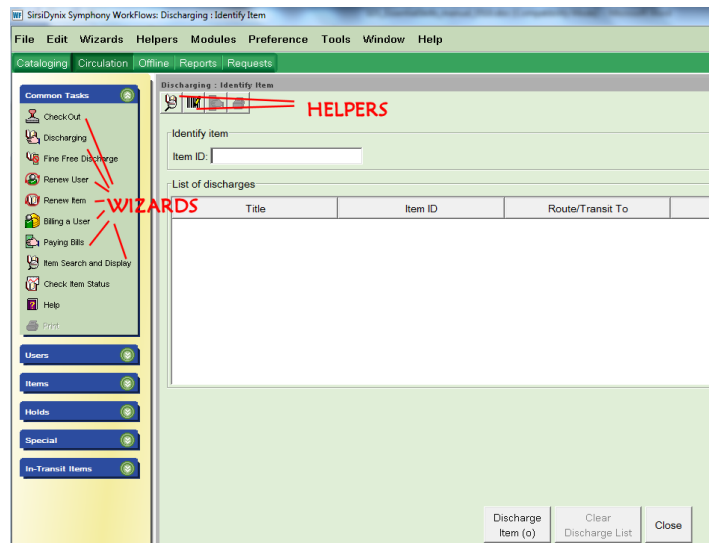 SirsiDynix Symphony WorkFlows: Discharging : Identify Item
File Edit Wizards Helpers Modules Preference Tools Window Help
Cataloging Circulation Offline Reports Requests
Common Tasks
CheckOut
Discharging
Fine Free Discharge
Renew User
Renew Item
Billing a User
Paying Bills
Item Search and Display
Check Item Status
Help
Print
Users
Items
Holds
Special
In-Transit Items
WIZARDS
Discharging : Identify Item
HELPERS
Identify item
Item ID:
List of discharges
Title Item ID Route/Transit To
Discharge Item (o)
Clear Discharge List
Close